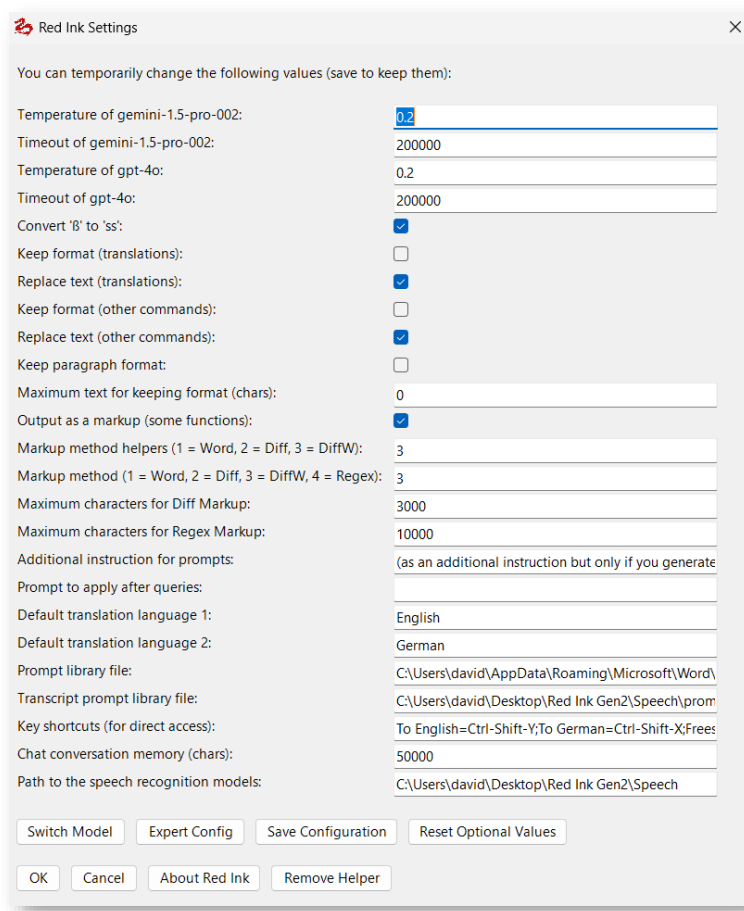 Red Ink Settings
You can temporarily change the following values (save to keep them):
Temperature of gemini-1.5-pro-002: 0.2
Timeout of gemini-1.5-pro-002: 200000
Temperature of gpt-4o: 0.2
Timeout of gpt-4o: 200000
Convert 'ß' to 'ss':
Keep format (translations):
Replace text (translations):
Keep format (other commands):
Replace text (other commands):
Keep paragraph format:
Maximum text for keeping format (chars): 0
Output as a markup (some functions):
Markup method helpers (1 = Word, 2 = Diff, 3 = DiffW): 3
Markup method (1 = Word, 2 = Diff, 3 = DiffW, 4 = Regex): 3
Maximum characters for Diff Markup: 3000
Maximum characters for Regex Markup: 10000
Additional instruction for prompts: (as an additional instruction but only if you generate
Prompt to apply after queries:
Default translation language 1: English
Default translation language 2: German
Prompt library file: C:\Users\david\AppData\Roaming\Microsoft\Word\
Transcript prompt library file: C:\Users\david\Desktop\Red Ink Gen2\Speech\prom
Key shortcuts (for direct access): To English=Ctrl-Shift-Y;To German=Ctrl-Shift-X;Frees
Chat conversation memory (chars): 50000
Path to the speech recognition models: C:\Users\david\Desktop\Red Ink Gen2\Speech
Switch Model Expert Config Save Configuration Reset Optional Values
OK Cancel About Red Ink Remove Helper